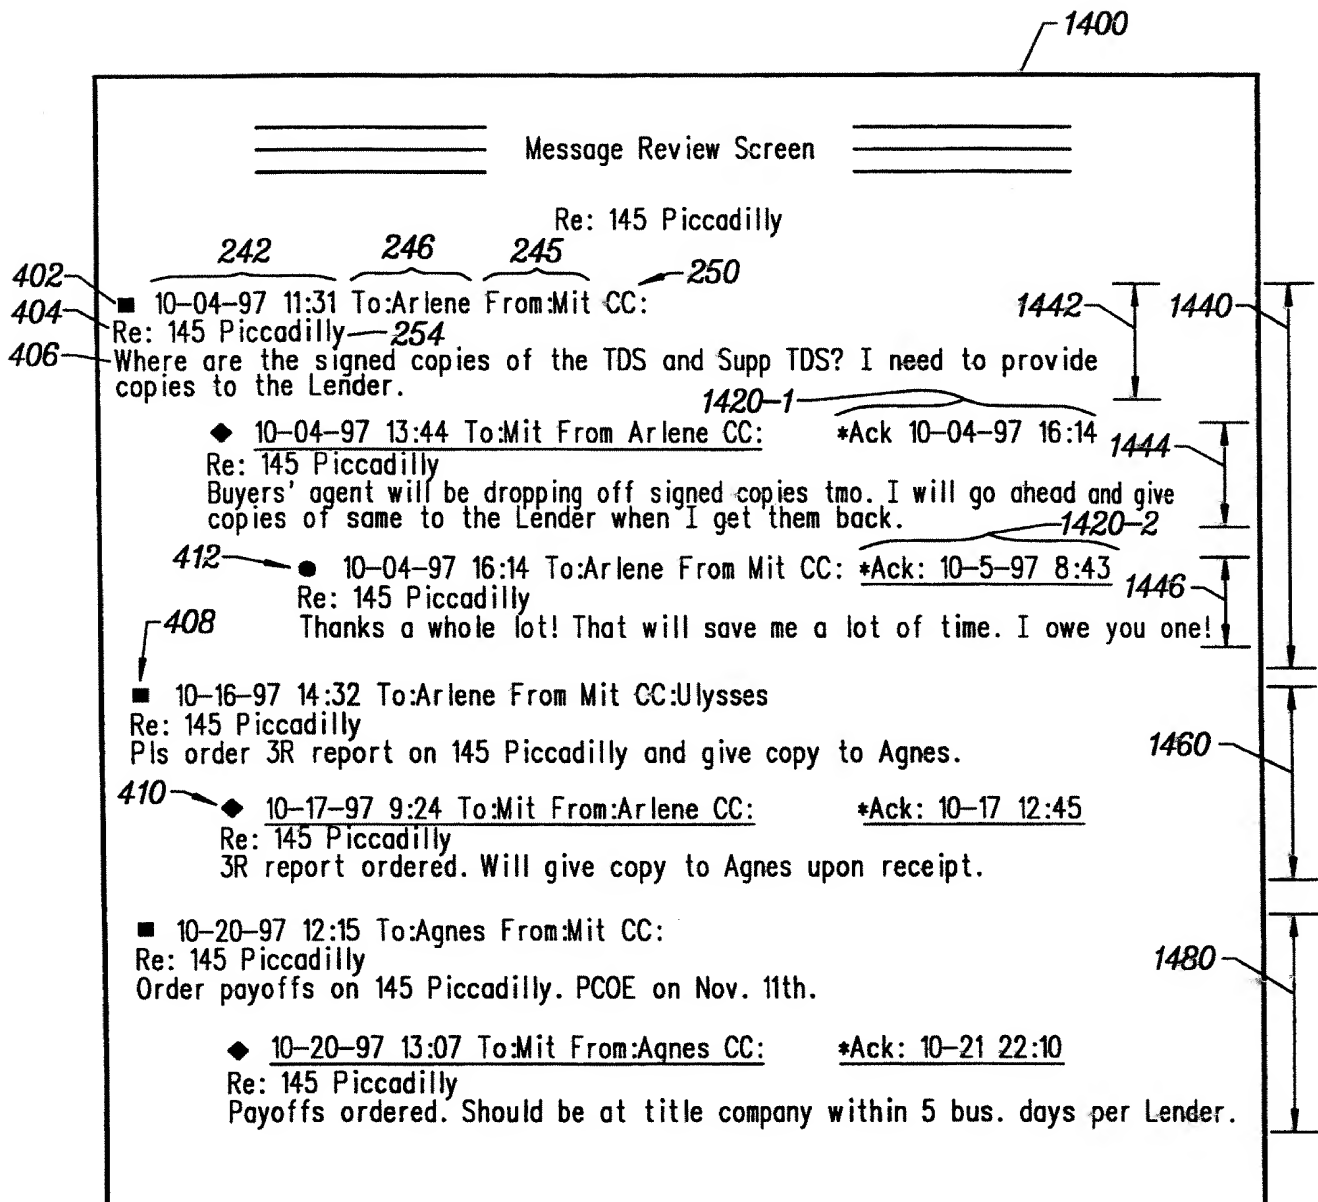 1400
Message Review Screen
Re: 145 Piccadilly
242 246 245 250
402 ■ 10-04-97 11:31 To:Arlene From:Mit CC: 1442 1440
404 Re: 145 Piccadilly 254
406 Where are the signed copies of the TDS and Supp TDS? I need to provide
copies to the Lender.
1420-1
◆ 10-04-97 13:44 To:Mit From Arlene CC: *Ack 10-04-97 16:14 1444
Re: 145 Piccadilly
Buyers' agent will be dropping off signed copies tmo. I will go ahead and give
copies of same to the Lender when I get them back.
1420-2
412 ● 10-04-97 16:14 To:Arlene From Mit CC: *Ack: 10-5-97 8:43 1446
Re: 145 Piccadilly
Thanks a whole lot! That will save me a lot of time. I owe you one!
408
■ 10-16-97 14:32 To:Arlene From Mit CC:Ulysses
Re: 145 Piccadilly
Pls order 3R report on 145 Piccadilly and give copy to Agnes. 1460
410 ◆ 10-17-97 9:24 To:Mit From:Arlene CC: *Ack: 10-17 12:45
Re: 145 Piccadilly
3R report ordered. Will give copy to Agnes upon receipt.
■ 10-20-97 12:15 To:Agnes From:Mit CC:
Re: 145 Piccadilly 1480
Order payoffs on 145 Piccadilly. PCOE on Nov. 11th.
◆ 10-20-97 13:07 To:Mit From:Agnes CC: *Ack: 10-21 22:10
Re: 145 Piccadilly
Payoffs ordered. Should be at title company within 5 bus. days per Lender.